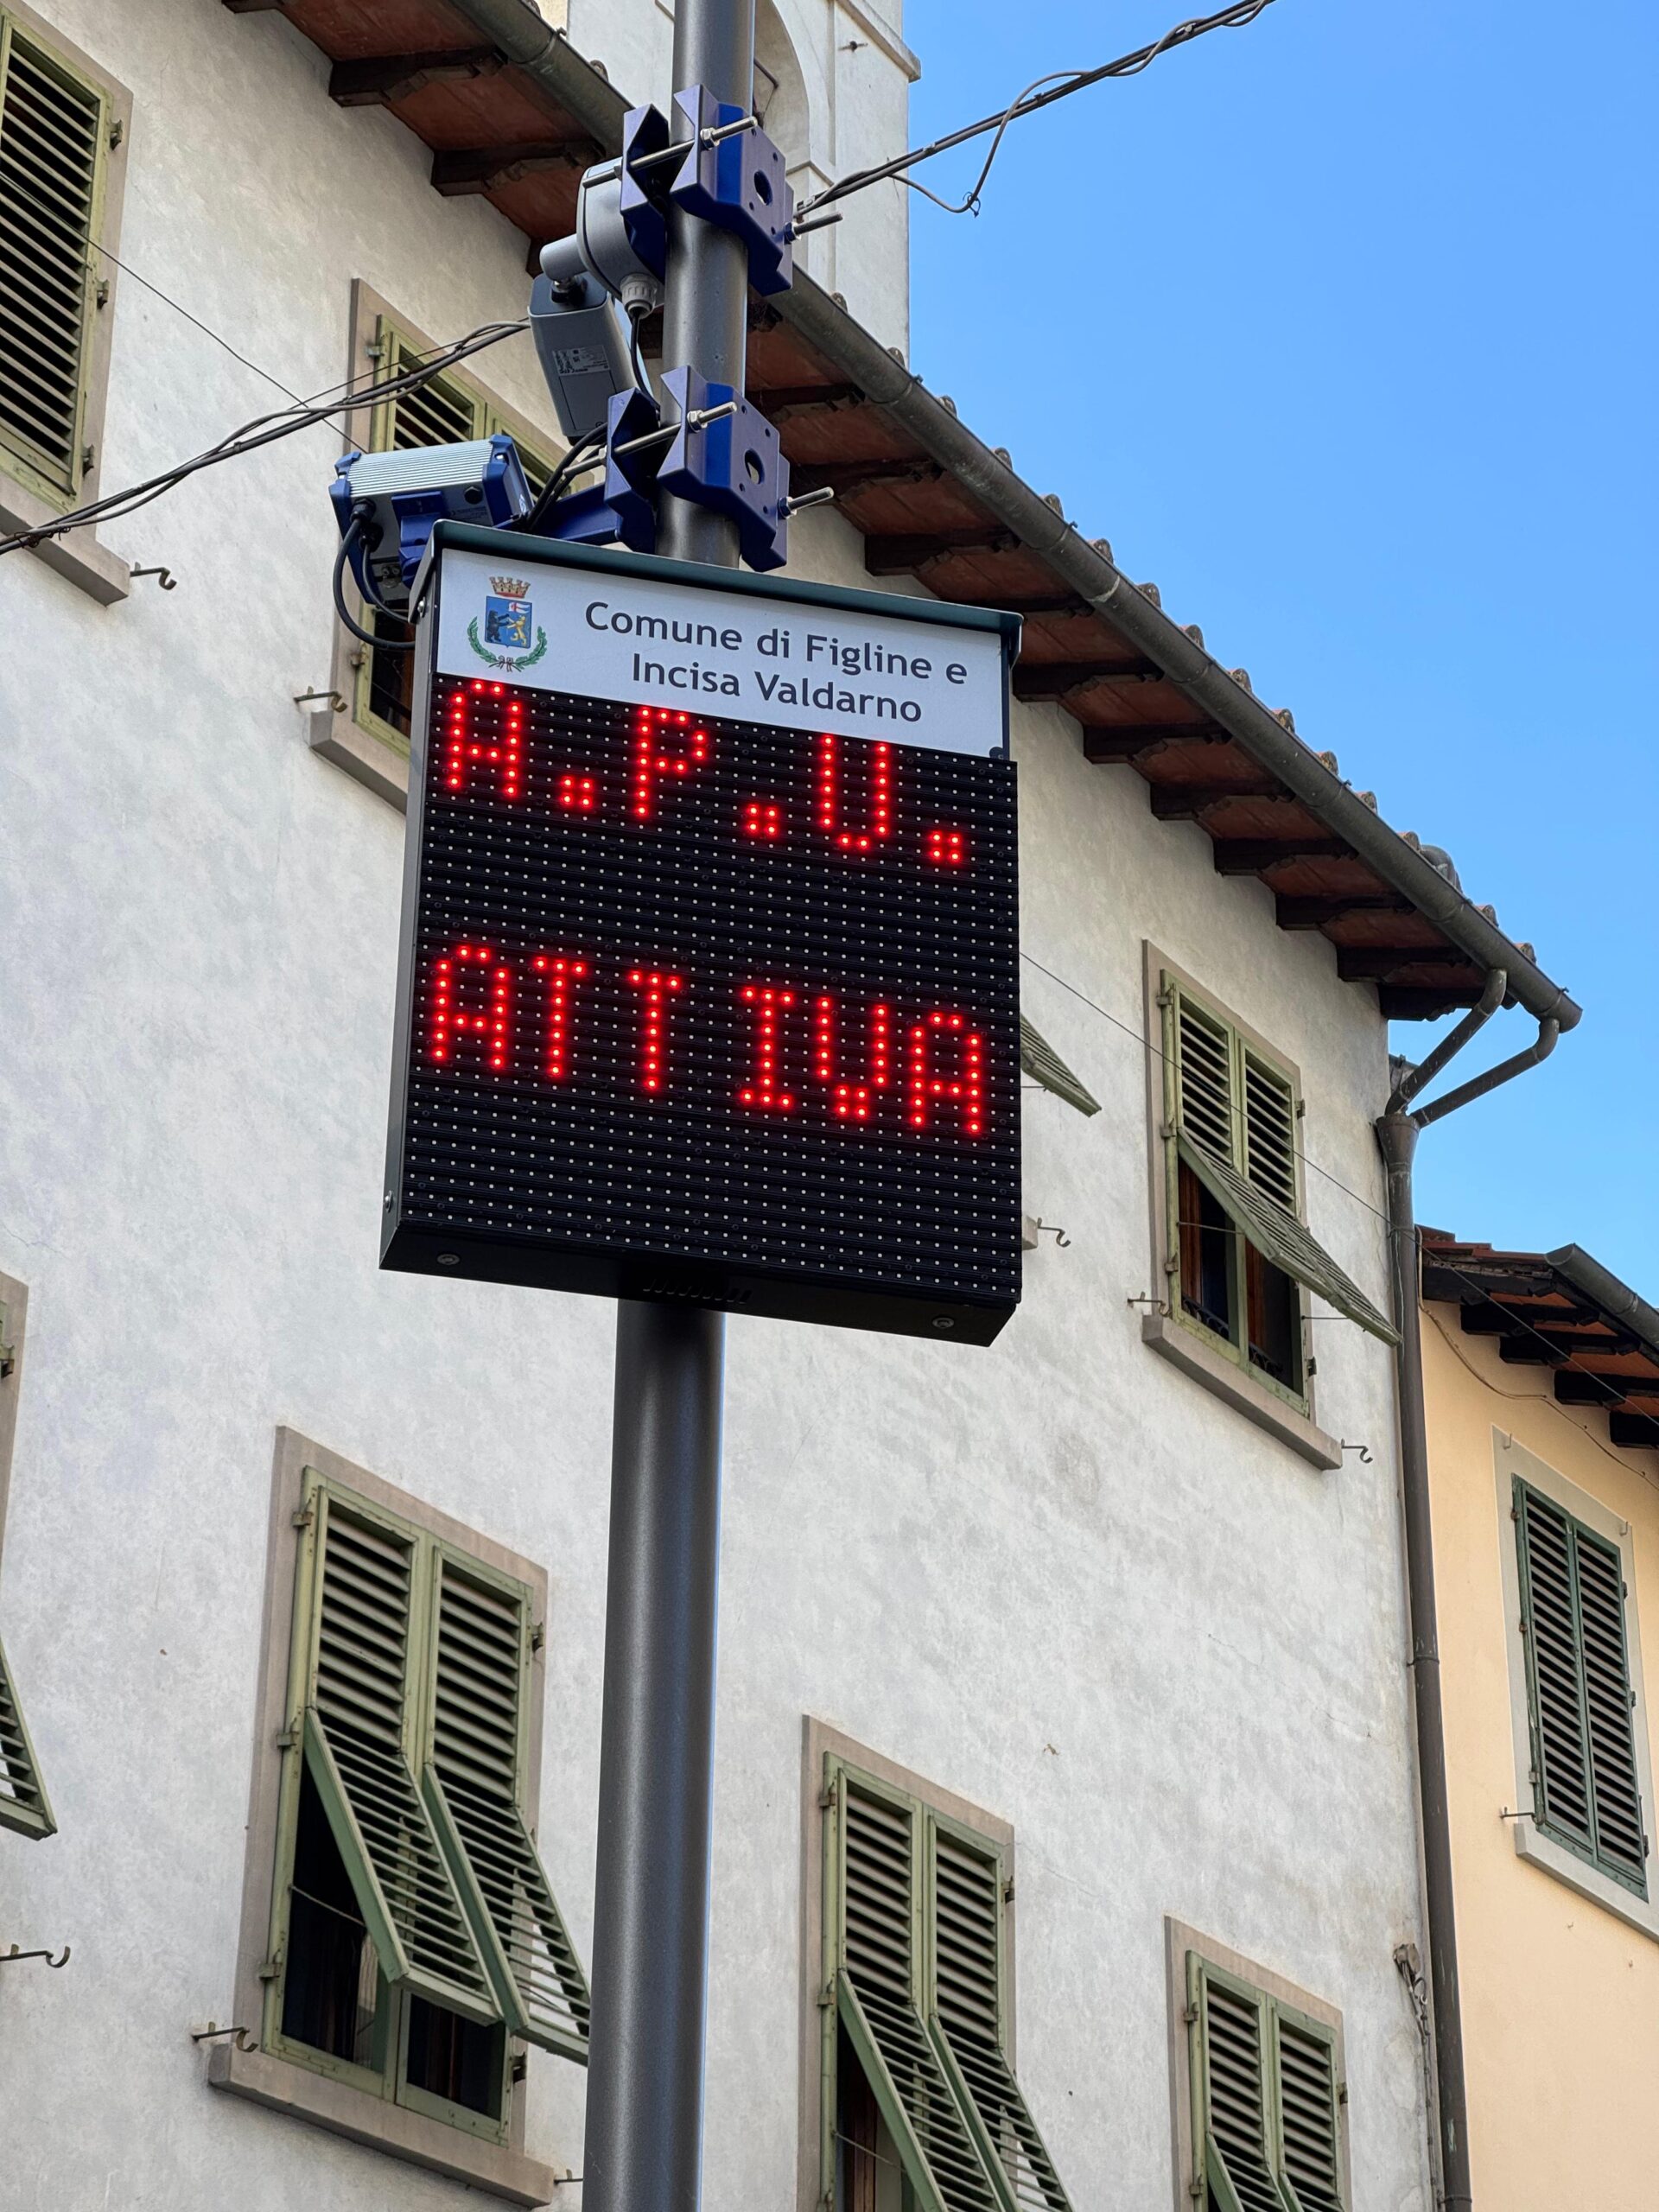 Comune di Figline e
Incisa Valdarno
A.P.U.
ATTIVA